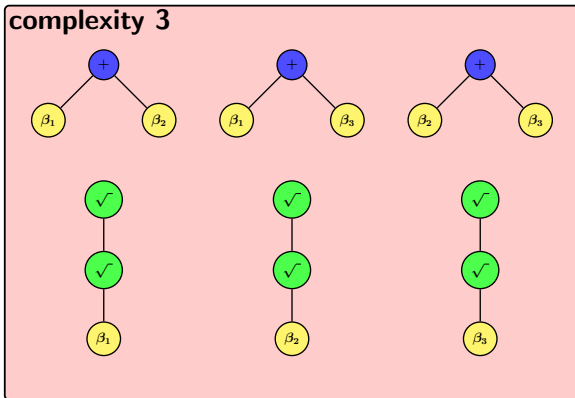 complexity 3
+ + +
β₁ β₂ β₁ β₃ β₂ β₃
√ √ √
√ √ √
β₁ β₂ β₃